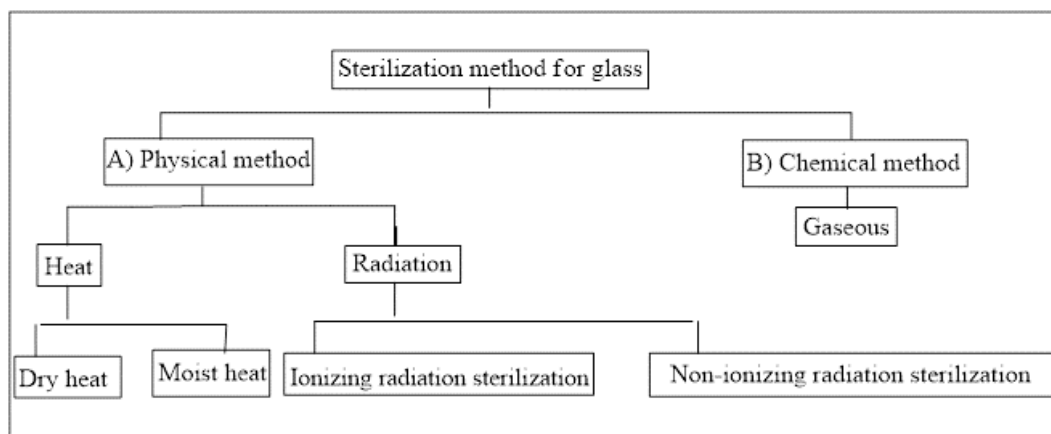 Sterilization method for glass
A) Physical method
B) Chemical method
Gaseous
Heat
Radiation
Dry heat
Moist heat
Ionizing radiation sterilization
Non-ionizing radiation sterilization